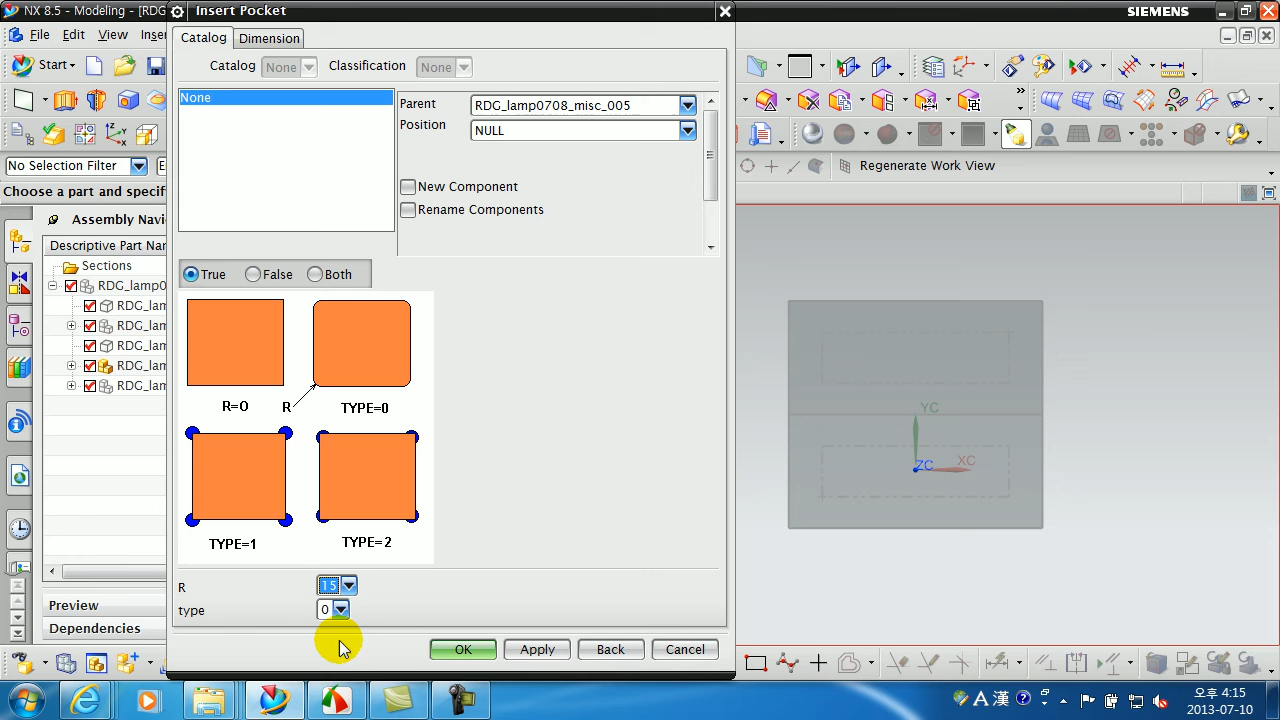 NX 8.5 - Modeling - [RDG
Insert Pocket
SIEMENS
File Edit View Inser
Catalog Dimension
Start
Catalog None Classification None
None
Parent RDG_lamp0708_misc_005
Position NULL
No Selection Filter
Regenerate Work View
New Component
Choose a part and specif
Rename Components
Assembly Navi
Descriptive Part Nam
Sections
True False Both
RDG_lamp0
RDG_lam
RDG_lam
RDG_lam
RDG_lam
RDG_lam
R=0 R TYPE=0
YC
ZC XC
TYPE=1 TYPE=2
R 15
type 0
Preview
Dependencies
OK Apply Back Cancel
A 漢
오후 4:15
2013-07-10